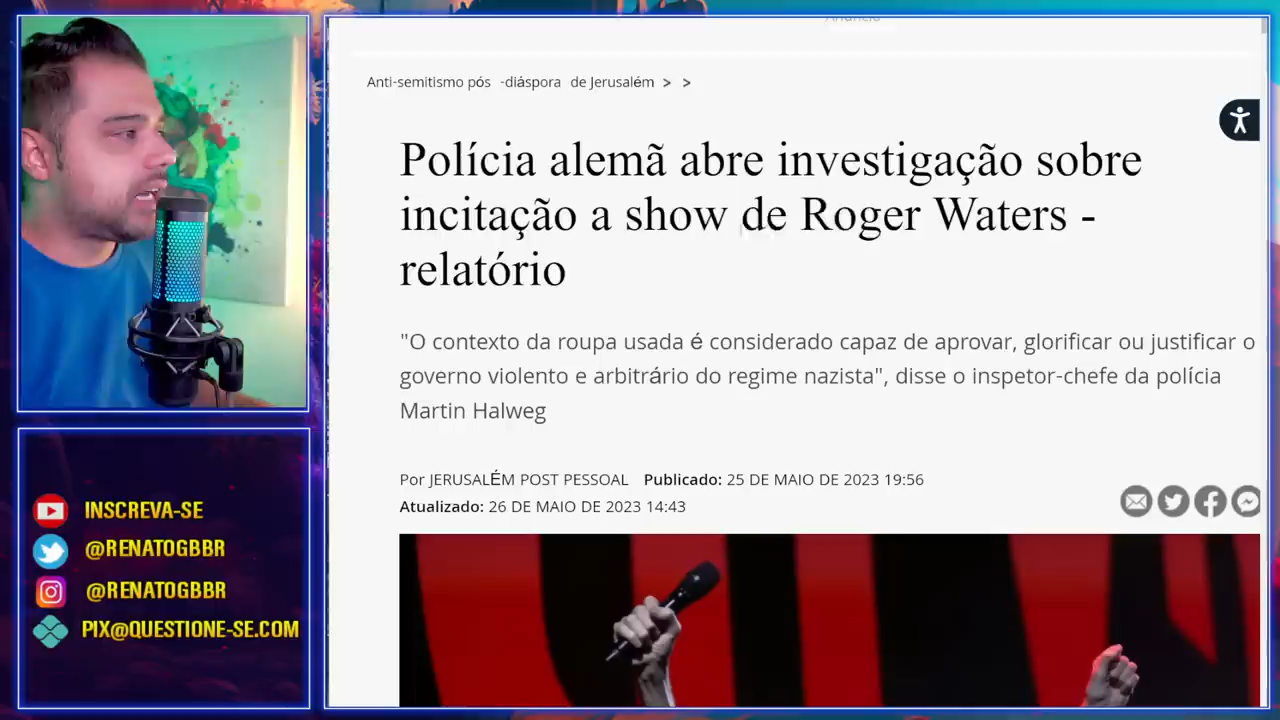 Anúncio
Anti-semitismo pós -diáspora de Jerusalém > >
Polícia alemã abre investigação sobre
incitação a show de Roger Waters -
relatório
"O contexto da roupa usada é considerado capaz de aprovar, glorificar ou justificar o
governo violento e arbitrário do regime nazista", disse o inspetor-chefe da polícia
Martin Halweg
Por JERUSALÉM POST PESSOAL Publicado: 25 DE MAIO DE 2023 19:56
Atualizado: 26 DE MAIO DE 2023 14:43
INSCREVA-SE
@RENATOGBBR
@RENATOGBBR
PIX@QUESTIONE-SE.COM